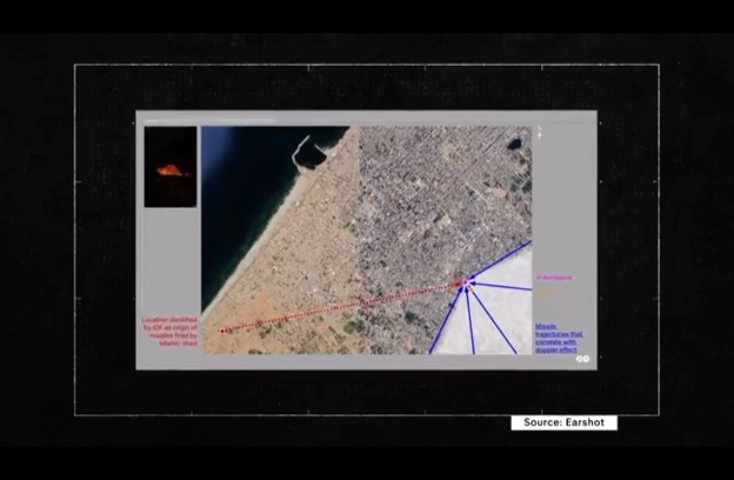 Location identified
by IDF as origin of
missiles fired by
Islamic Jihad
Missile
trajectories that
correlate with
doppler effect
Source: Earshot